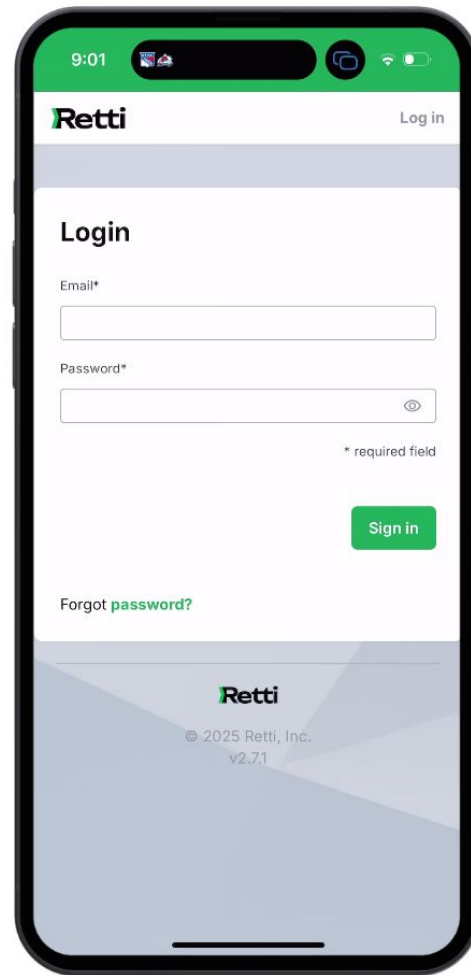 9:01
Retti
Log in
Login
Email*
Password*
* required field
Sign in
Forgot password?
Retti
© 2025 Retti, Inc.
v2.7.1